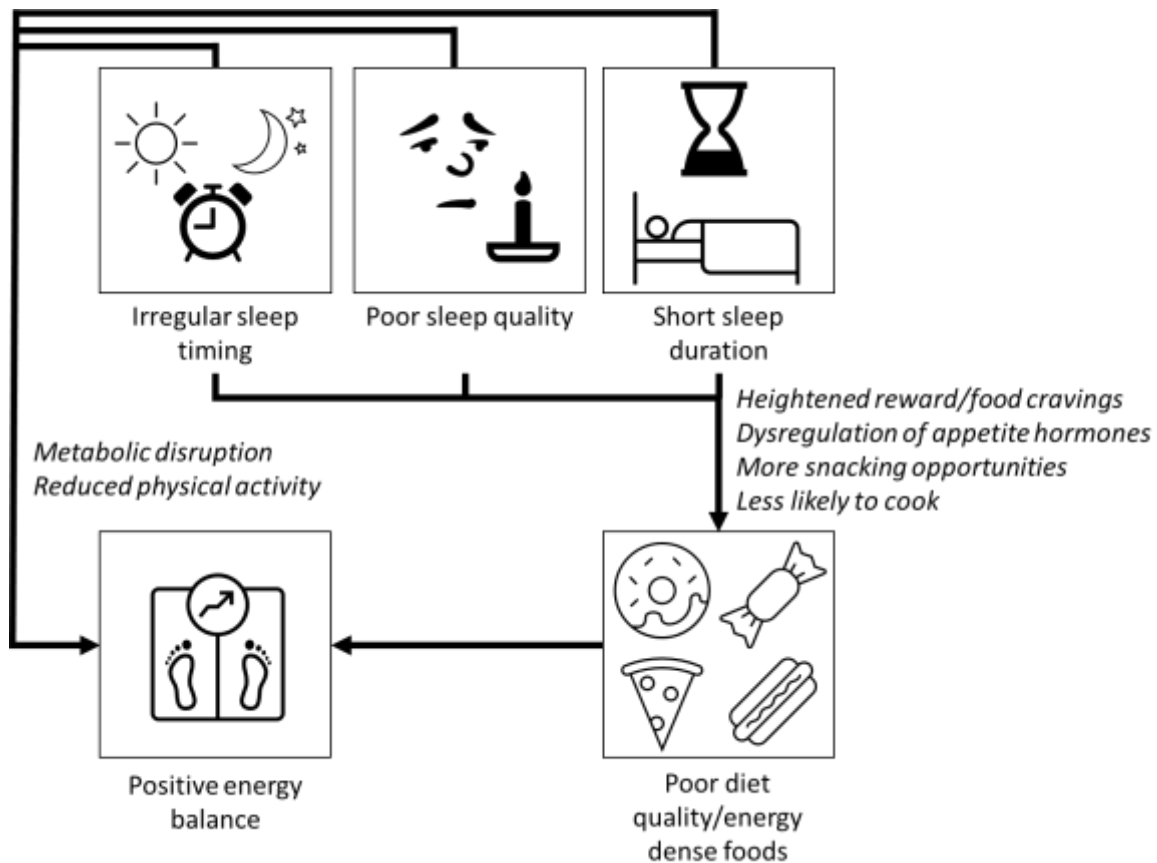 Irregular sleep
timing
Poor sleep quality
Short sleep
duration
Metabolic disruption
Reduced physical activity
Heightened reward/food cravings
Dysregulation of appetite hormones
More snacking opportunities
Less likely to cook
Positive energy
balance
Poor diet
quality/energy
dense foods